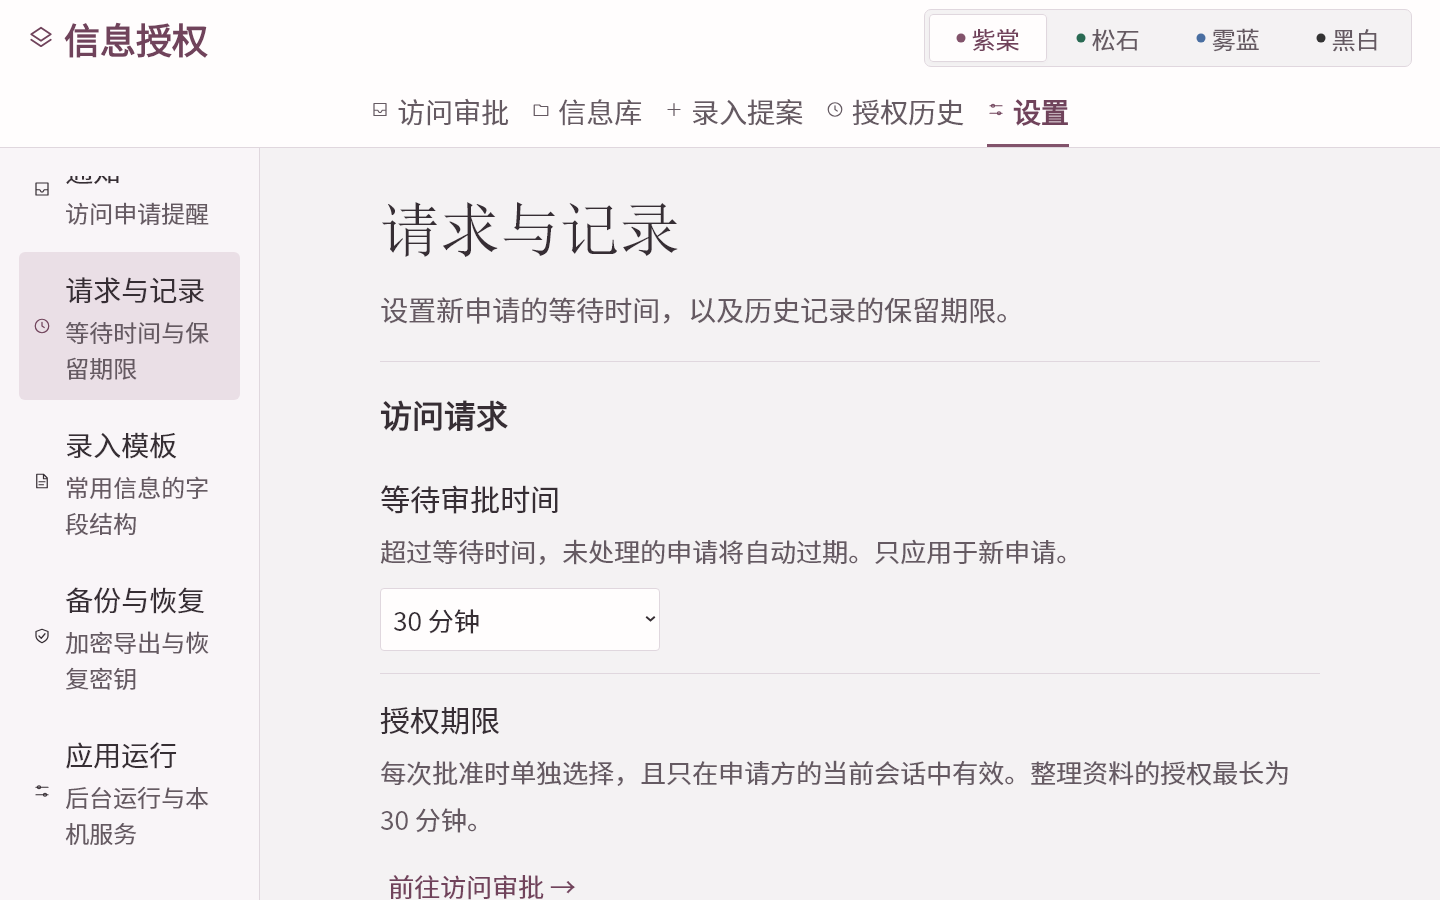 信息授权
紫棠
松石
雾蓝
黑白
访问审批
信息库
录入提案
授权历史
设置
通知
访问申请提醒
请求与记录
等待时间与保
留期限
录入模板
常用信息的字
段结构
备份与恢复
加密导出与恢
复密钥
应用运行
后台运行与本
机服务
请求与记录
设置新申请的等待时间，以及历史记录的保留期限。
访问请求
等待审批时间
超过等待时间，未处理的申请将自动过期。只应用于新申请。
30 分钟
授权期限
每次批准时单独选择，且只在申请方的当前会话中有效。整理资料的授权最长为
30 分钟。
前往访问审批 →